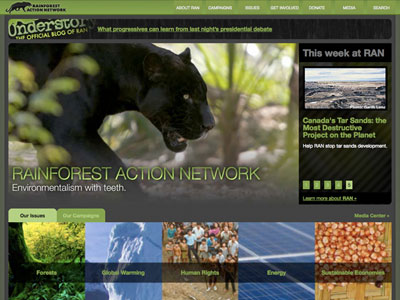 RAINFOREST
ACTION NETWORK
ABOUT RAN
CAMPAIGNS
ISSUES
GET INVOLVED
DONATE
MEDIA
SEARCH
Understory
THE OFFICIAL BLOG OF RAN
What progressives can learn from last night's presidential debate
This week at RAN
Canada's Tar Sands: the
Most Destructive
Project on the Planet
Help RAN stop tar sands development.
1 2 3 4 5
Learn more about RAN »
RAINFOREST ACTION NETWORK
Environmentalism with teeth.
Our Issues
Our Campaigns
Media Center »
Forests
Global Warming
Human Rights
Energy
Sustainable Economies